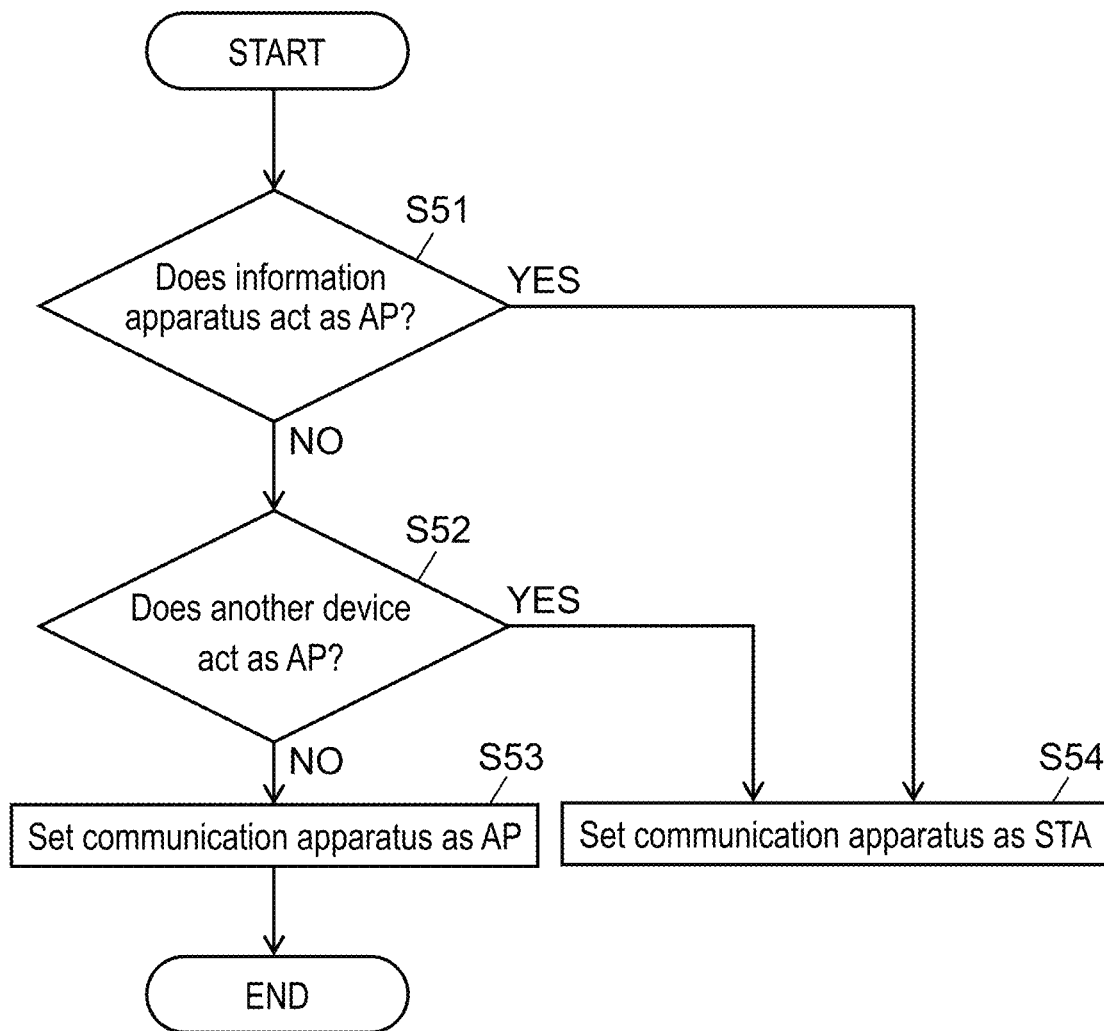 START
S51
Does information
apparatus act as AP?
YES
NO
S52
Does another device
act as AP?
YES
NO
S53
Set communication apparatus as AP
S54
Set communication apparatus as STA
END